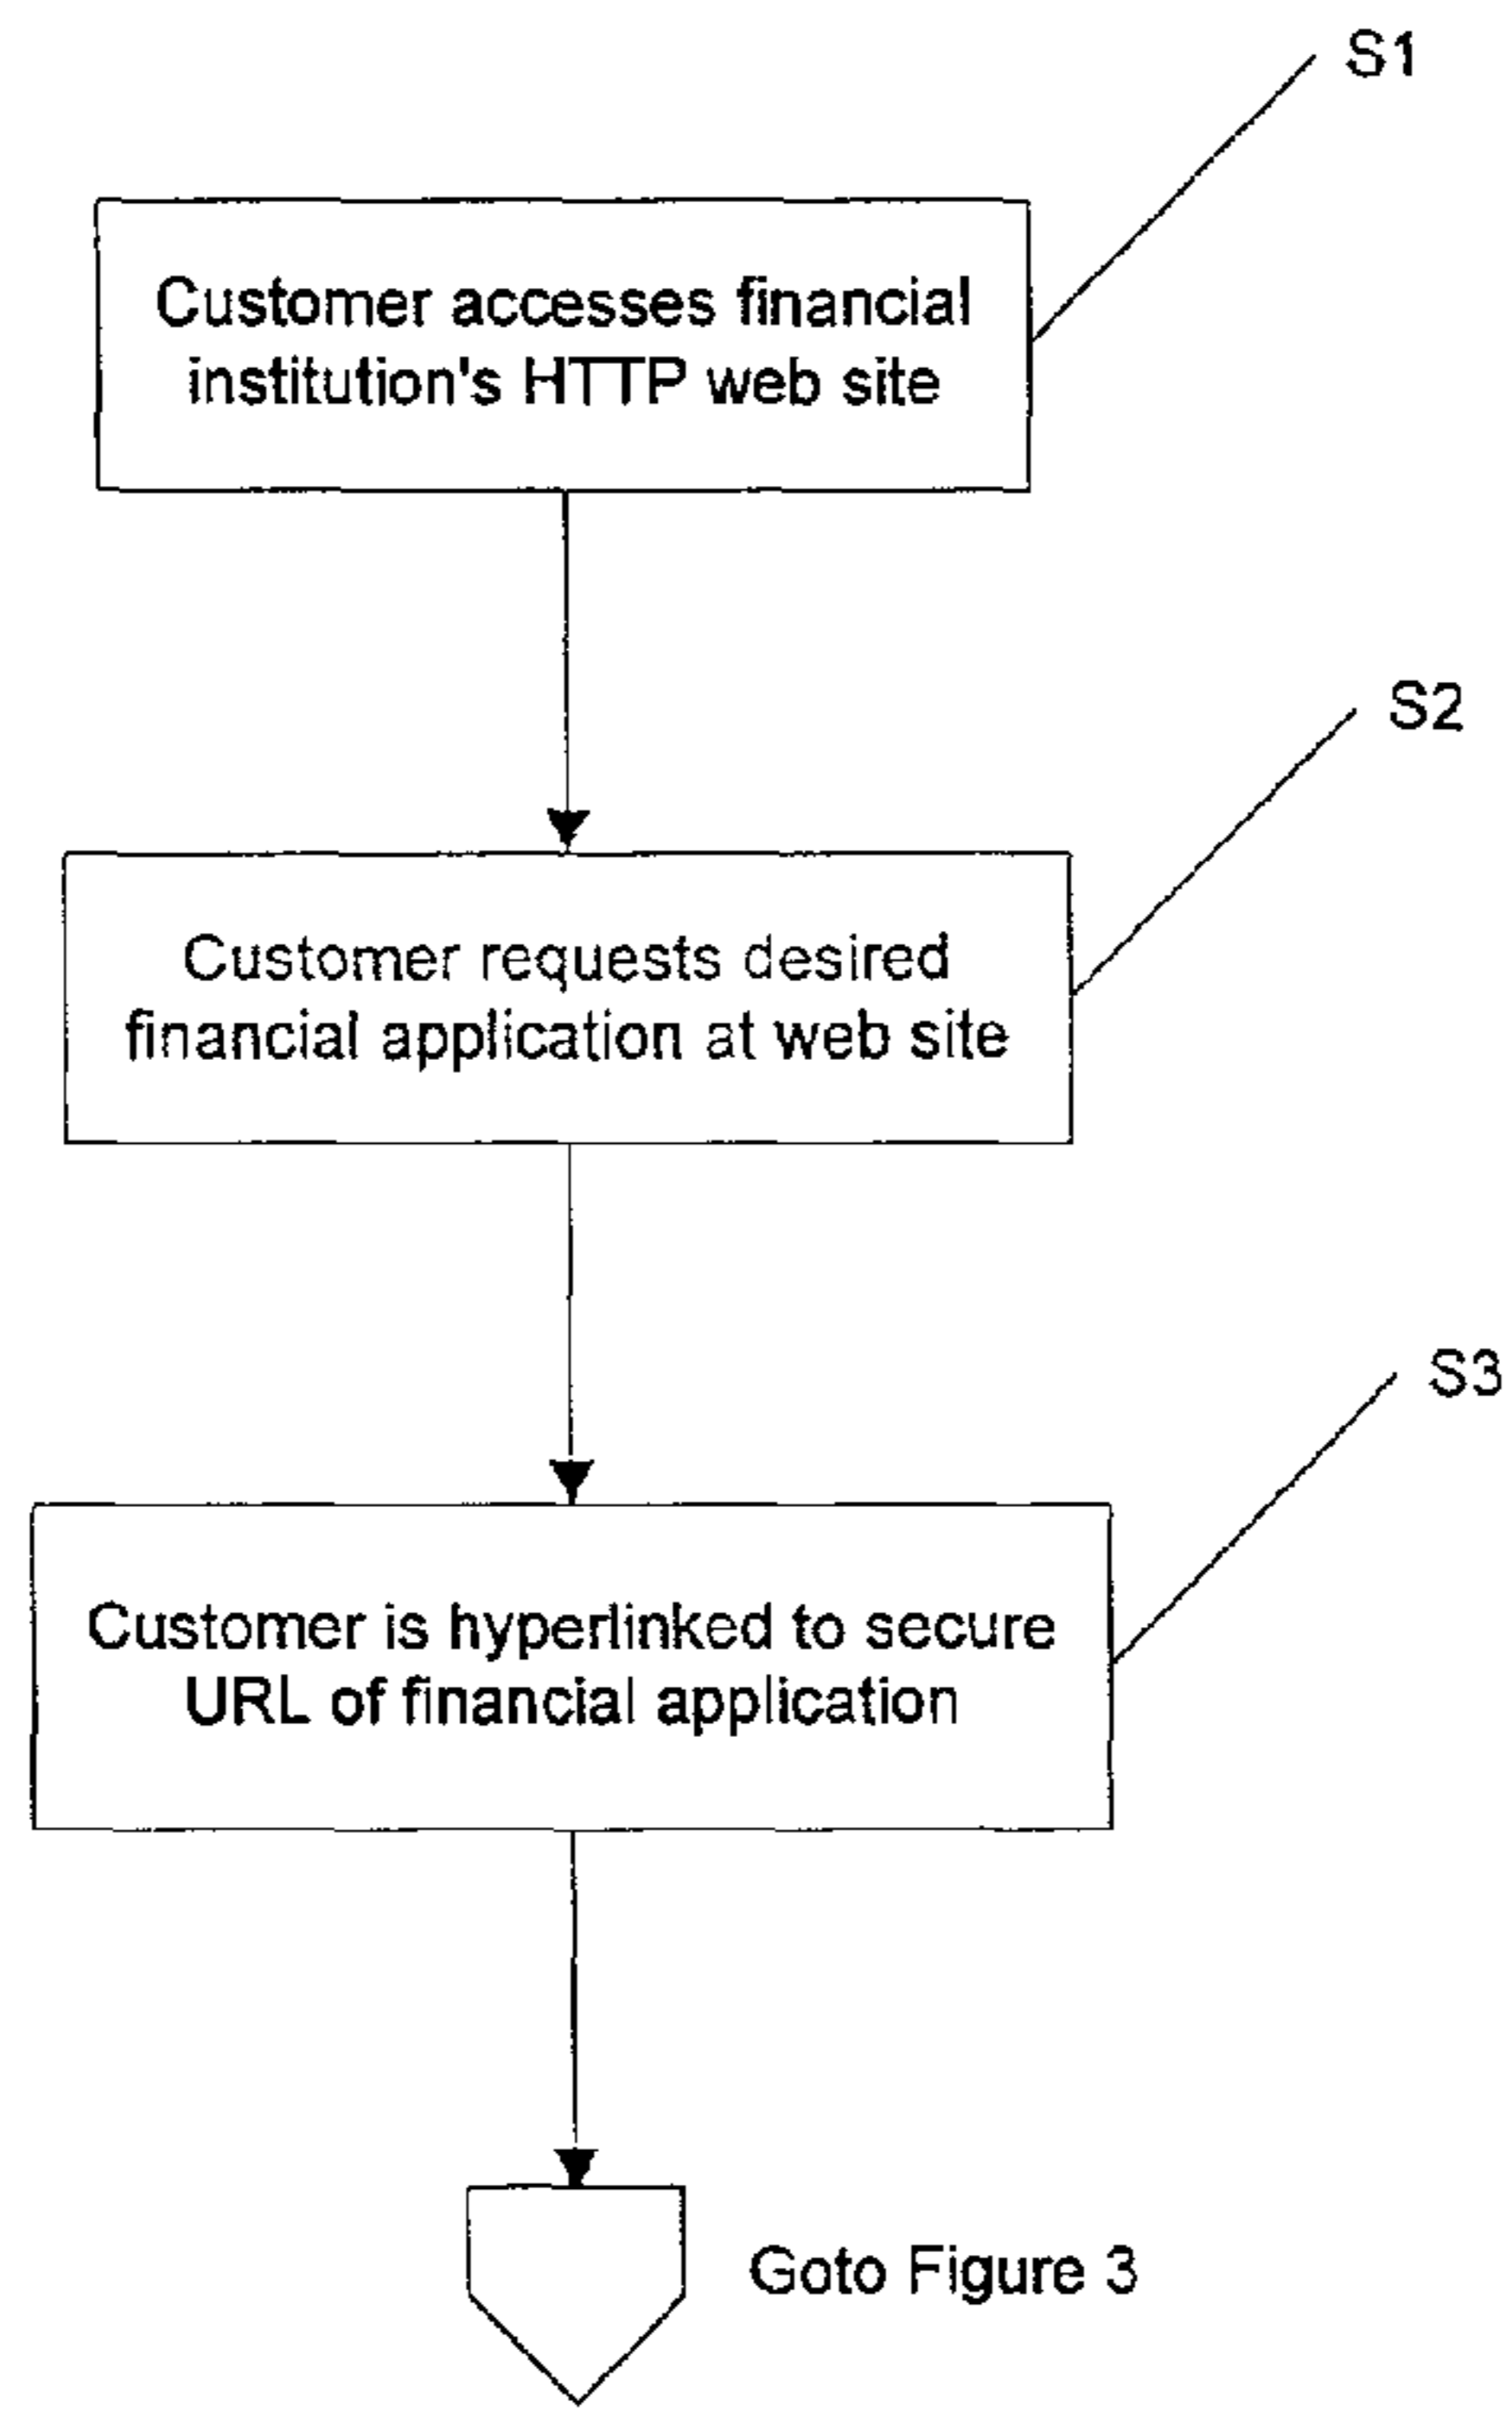 S1
Customer accesses financial
institution's HTTP web site
S2
Customer requests desired
financial application at web site
S3
Customer is hyperlinked to secure
URL of financial application
Goto Figure 3